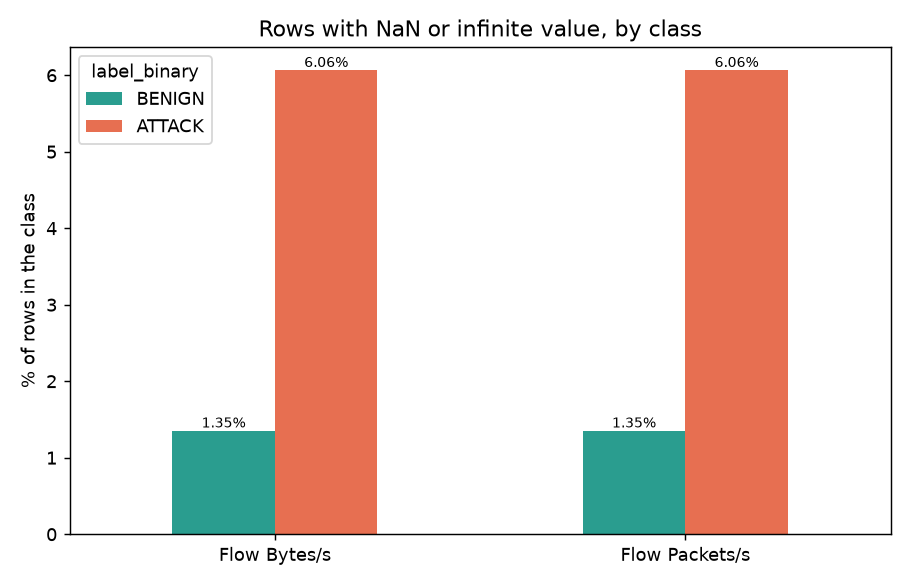 Rows with NaN or infinite value, by class
label_binary
BENIGN
ATTACK
% of rows in the class
6
5
4
3
2
1
0
1.35%
6.06%
1.35%
6.06%
Flow Bytes/s
Flow Packets/s